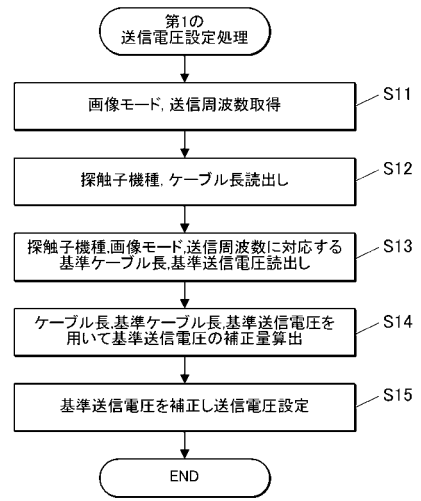 第1の
送信電圧設定処理
画像モード, 送信周波数取得
S11
探触子機種, ケーブル長読出し
S12
探触子機種,画像モード,送信周波数に対応する
基準ケーブル長,基準送信電圧読出し
S13
ケーブル長,基準ケーブル長,基準送信電圧を
用いて基準送信電圧の補正量算出
S14
基準送信電圧を補正し送信電圧設定
S15
END